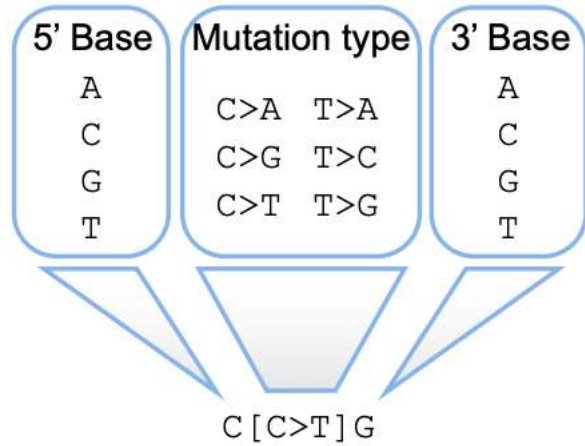 5' Base
A
C
G
T
Mutation type
C>A T>A
C>G T>C
C>T T>G
3' Base
A
C
G
T
C[C>T]G